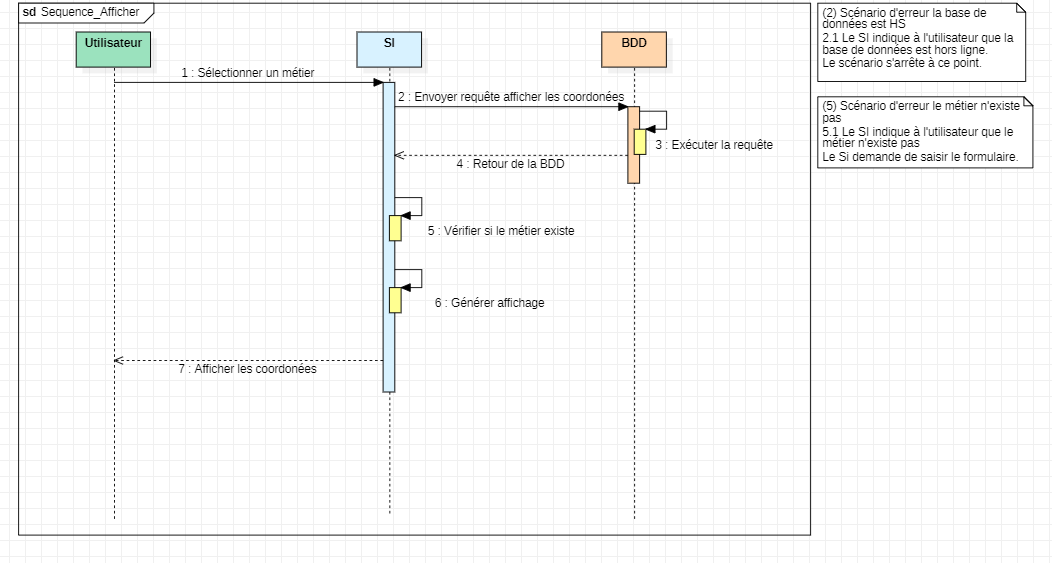 sd Sequence_Afficher
Utilisateur
SI
BDD
1 : Sélectionner un métier
2 : Envoyer requête afficher les coordonées
3 : Exécuter la requête
4 : Retour de la BDD
5 : Vérifier si le métier existe
6 : Générer affichage
7 : Afficher les coordonées
(2) Scénario d'erreur la base de
données est HS
2.1 Le SI indique à l'utilisateur que la
base de données est hors ligne.
Le scénario s'arrête à ce point.
(5) Scénario d'erreur le métier n'existe
pas
5.1 Le SI indique à l'utilisateur que le
métier n'existe pas
Le Si demande de saisir le formulaire.